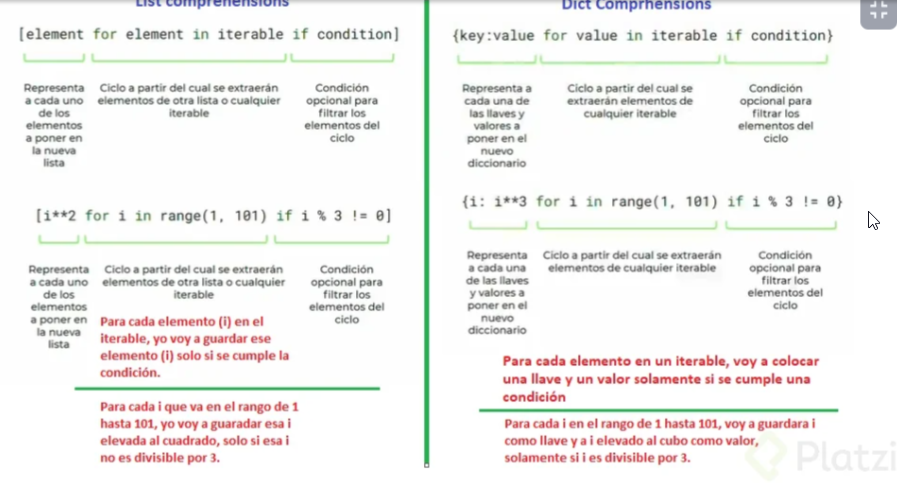 List comprehensions
[element for element in iterable if condition]
Representa
a cada uno
de los
elementos
a poner en
la nueva
lista
Ciclo a partir del cual se extraerán
elementos de otra lista o cualquier
iterable
Condición
opcional para
filtrar los
elementos del
ciclo
[i**2 for i in range(1, 101) if i % 3 != 0]
Representa
a cada uno
de los
elementos
a poner en
la nueva
lista
Ciclo a partir del cual se extraerán
elementos de otra lista o cualquier
iterable
Condición
opcional para
filtrar los
elementos del
ciclo
Para cada elemento (i) en el
iterable, yo voy a guardar ese
elemento (i) solo si se cumple la
condición.
Para cada i que va en el rango de 1
hasta 101, yo voy a guaradar esa i
elevada al cuadrado, solo si esa i
no es divisible por 3.
Dict Comprhensions
{key:value for value in iterable if condition}
Representa a
cada una de
las llaves y
valores a
poner en el
nuevo
diccionario
Ciclo a partir del cual se
extraerán elementos de
cualquier iterable
Condición
opcional para
filtrar los
elementos del
ciclo
{i: i**3 for i in range(1, 101) if i % 3 != 0}
Representa
a cada una
de las llaves
y valores a
poner en el
nuevo
diccionario
Ciclo a partir del cual se extraerán
elementos de cualquier iterable
Condición
opcional para
filtrar los
elementos del
ciclo
Para cada elemento en un iterable, voy a colocar
una llave y un valor solamente si se cumple una
condición
Para cada i en el rango de 1 hasta 101, voy a guardara i
como llave y a i elevado al cubo como valor,
solamente si i es divisible por 3.
Platzi